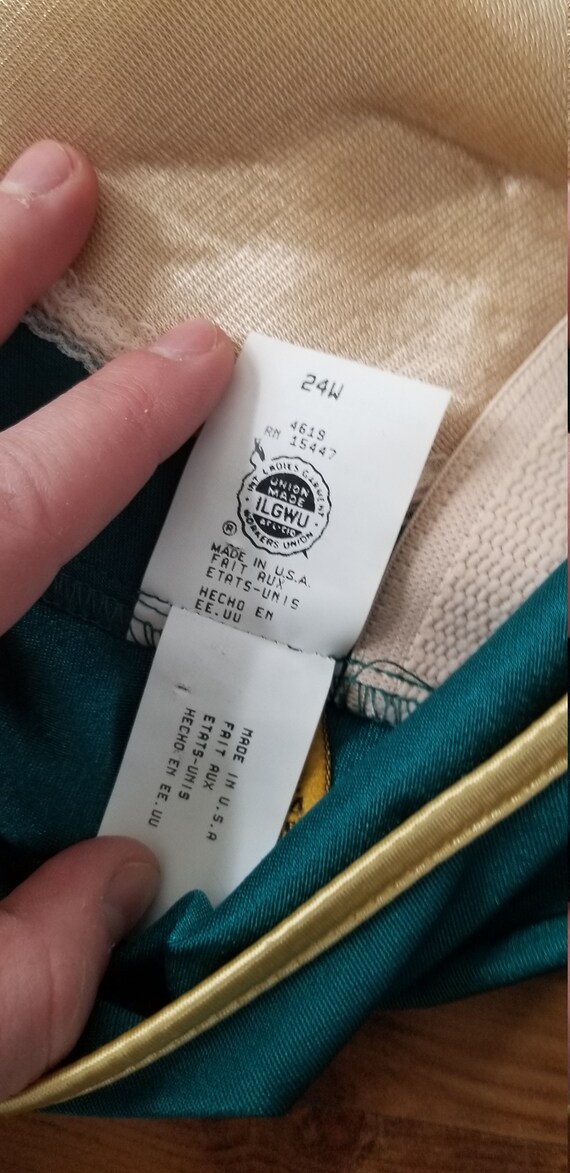 24W
4619
RN 15447
INT'L LADIES GARMENT
UNION
MADE
ILGWU
AFL-CIO
WORKERS UNION
®
MADE IN U.S.A.
FAIT AUX
ETATS-UNIS
HECHO EN
EE.UU
MADE IN U.S.A
FAIT AUX
ETATS-UNIS
HECHO EN EE.UU